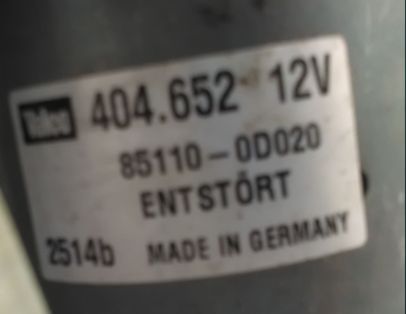 Valeo 404.652 12V
85110-0D020
ENTSTÖRT
2514b MADE IN GERMANY